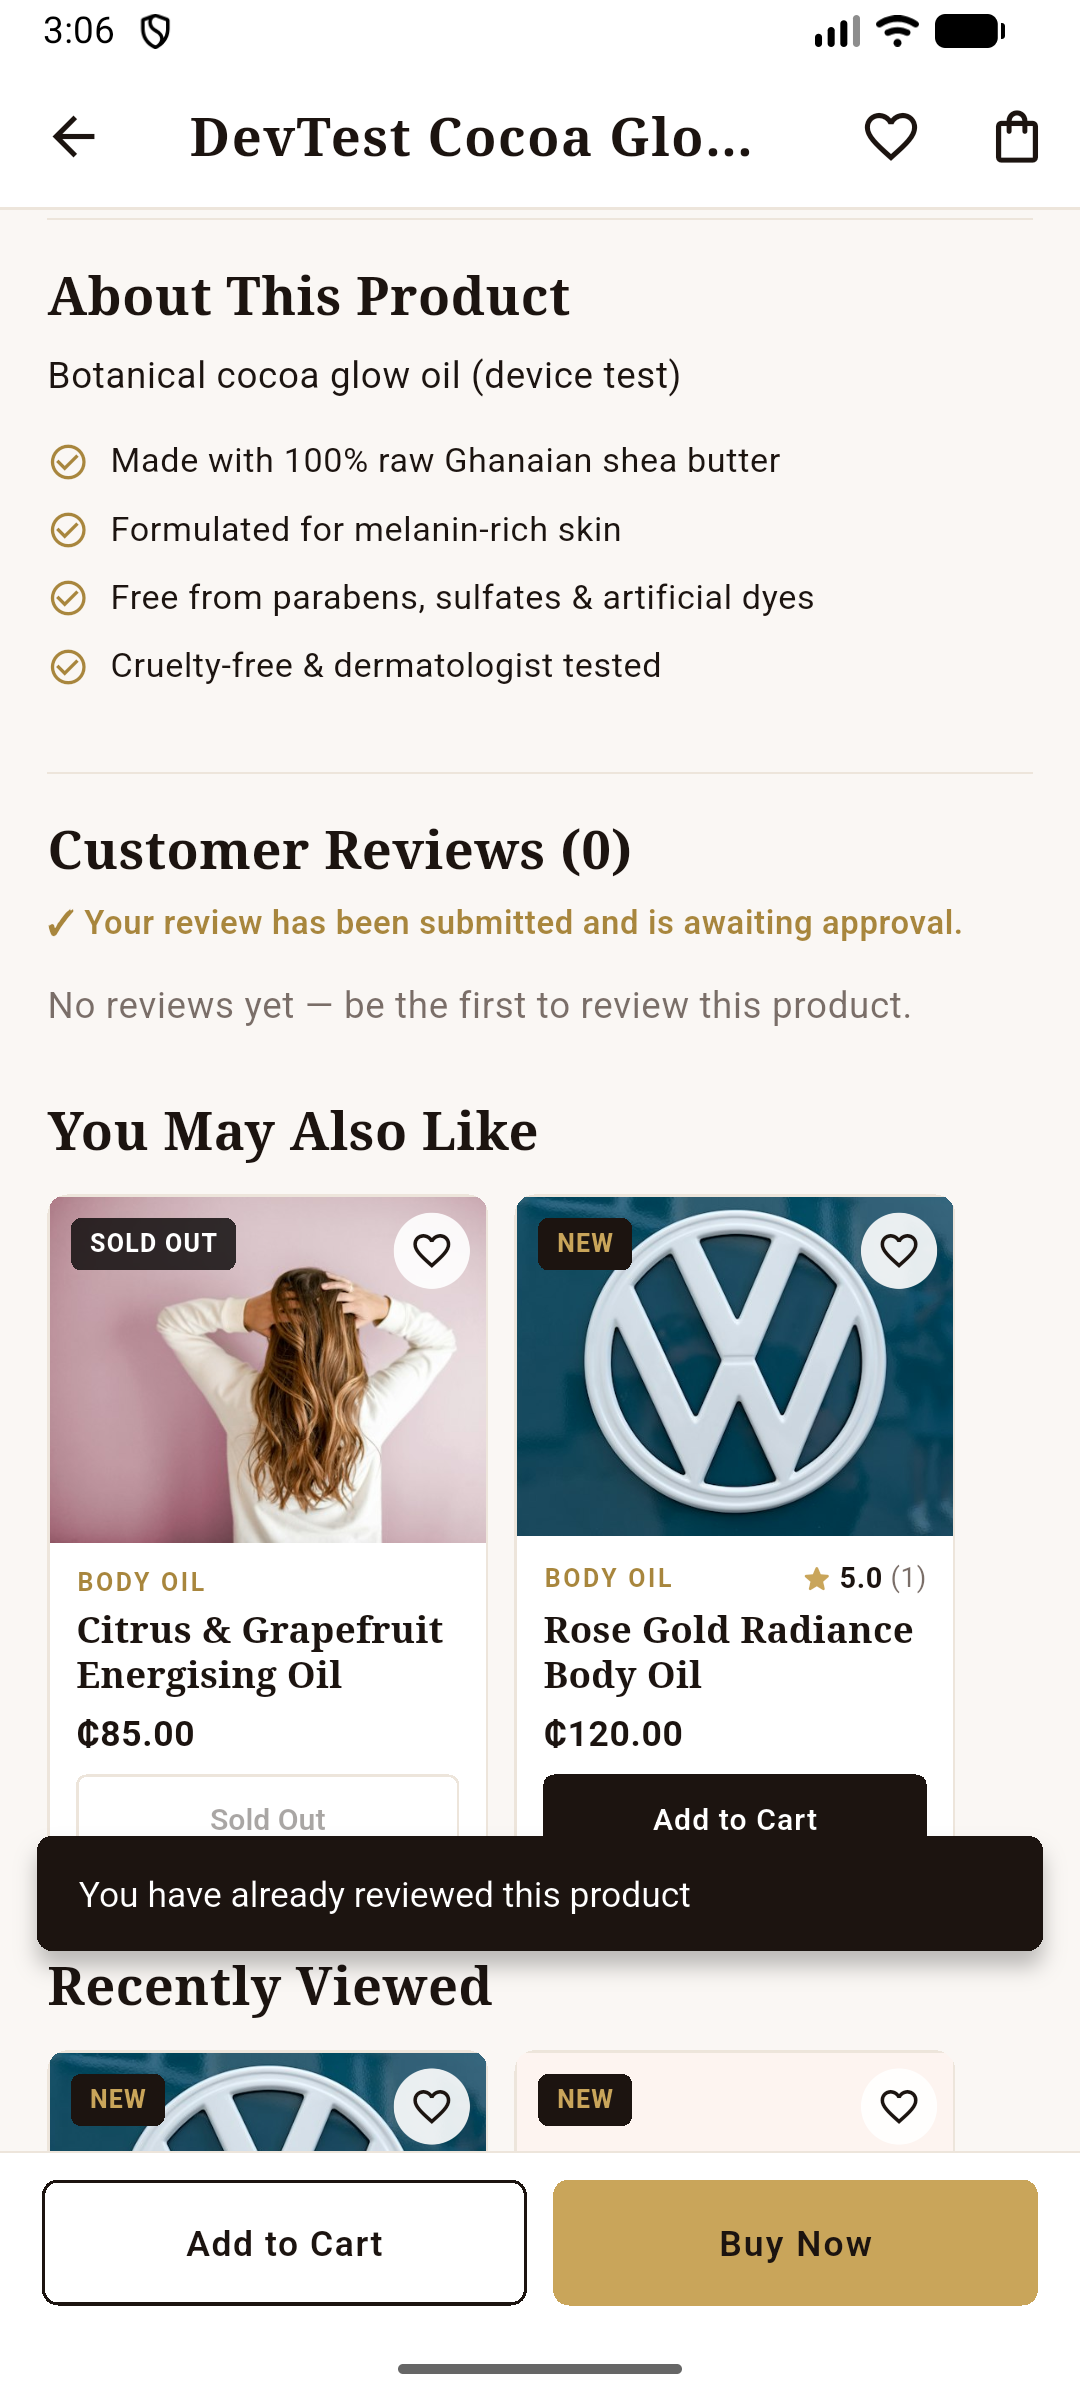 3:06
DevTest Cocoa Glo...
About This Product
Botanical cocoa glow oil (device test)
Made with 100% raw Ghanaian shea butter
Formulated for melanin-rich skin
Free from parabens, sulfates & artificial dyes
Cruelty-free & dermatologist tested
Customer Reviews (0)
✓ Your review has been submitted and is awaiting approval.
No reviews yet — be the first to review this product.
You May Also Like
SOLD OUT
BODY OIL
Citrus & Grapefruit
Energising Oil
₵85.00
Sold Out
NEW
BODY OIL
5.0 (1)
Rose Gold Radiance
Body Oil
₵120.00
Add to Cart
You have already reviewed this product
Recently Viewed
NEW
NEW
Add to Cart
Buy Now